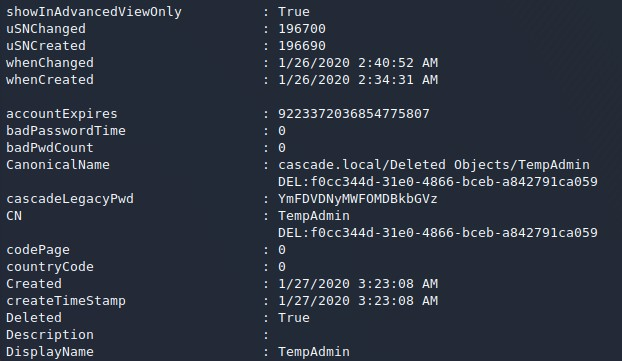 showInAdvancedViewOnly : True
uSNChanged : 196700
uSNCreated : 196690
whenChanged : 1/26/2020 2:40:52 AM
whenCreated : 1/26/2020 2:34:31 AM
accountExpires : 9223372036854775807
badPasswordTime : 0
badPwdCount : 0
CanonicalName : cascade.local/Deleted Objects/TempAdmin
DEL:f0cc344d-31e0-4866-bceb-a842791ca059
cascadeLegacyPwd : YmFDVDNyMWFOMDBkbGVz
CN : TempAdmin
DEL:f0cc344d-31e0-4866-bceb-a842791ca059
codePage : 0
countryCode : 0
Created : 1/27/2020 3:23:08 AM
createTimeStamp : 1/27/2020 3:23:08 AM
Deleted : True
Description :
DisplayName : TempAdmin